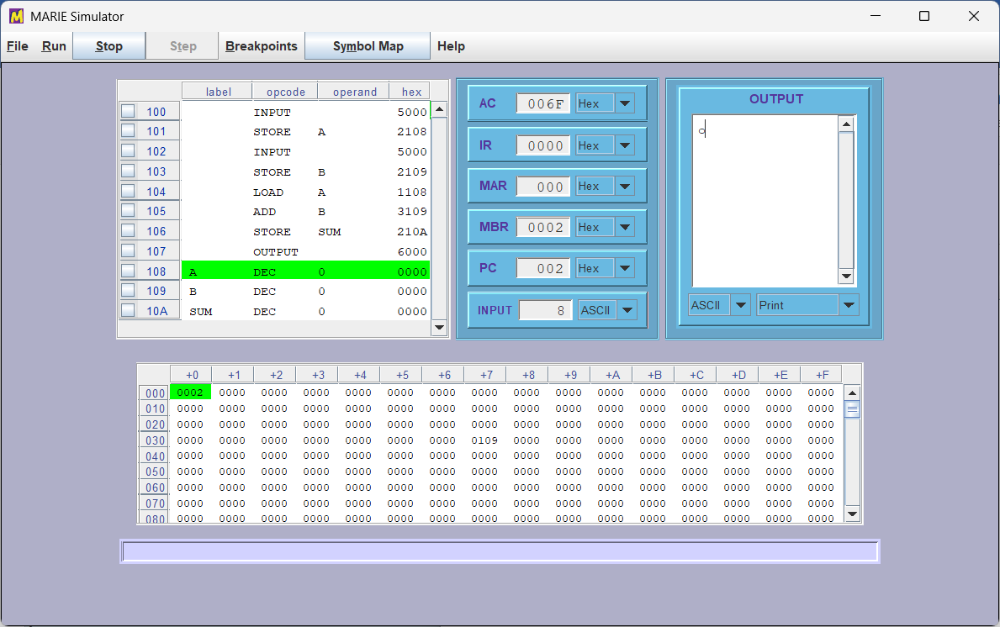 MARIE Simulator
File Run Stop Step Breakpoints Symbol Map Help
label opcode operand hex
100 INPUT 5000
101 STORE A 2108
102 INPUT 5000
103 STORE B 2109
104 LOAD A 1108
105 ADD B 3109
106 STORE SUM 210A
107 OUTPUT 6000
108 A DEC 0 0000
109 B DEC 0 0000
10A SUM DEC 0 0000
AC 006F Hex
IR 0000 Hex
MAR 000 Hex
MBR 0002 Hex
PC 002 Hex
INPUT 8 ASCII
OUTPUT
o
ASCII Print
+0 +1 +2 +3 +4 +5 +6 +7 +8 +9 +A +B +C +D +E +F
000 0002 0000 0000 0000 0000 0000 0000 0000 0000 0000 0000 0000 0000 0000 0000 0000
010 0000 0000 0000 0000 0000 0000 0000 0000 0000 0000 0000 0000 0000 0000 0000 0000
020 0000 0000 0000 0000 0000 0000 0000 0000 0000 0000 0000 0000 0000 0000 0000 0000
030 0000 0000 0000 0000 0000 0000 0000 0109 0000 0000 0000 0000 0000 0000 0000 0000
040 0000 0000 0000 0000 0000 0000 0000 0000 0000 0000 0000 0000 0000 0000 0000 0000
050 0000 0000 0000 0000 0000 0000 0000 0000 0000 0000 0000 0000 0000 0000 0000 0000
060 0000 0000 0000 0000 0000 0000 0000 0000 0000 0000 0000 0000 0000 0000 0000 0000
070 0000 0000 0000 0000 0000 0000 0000 0000 0000 0000 0000 0000 0000 0000 0000 0000
080 0000 0000 0000 0000 0000 0000 0000 0000 0000 0000 0000 0000 0000 0000 0000 0000